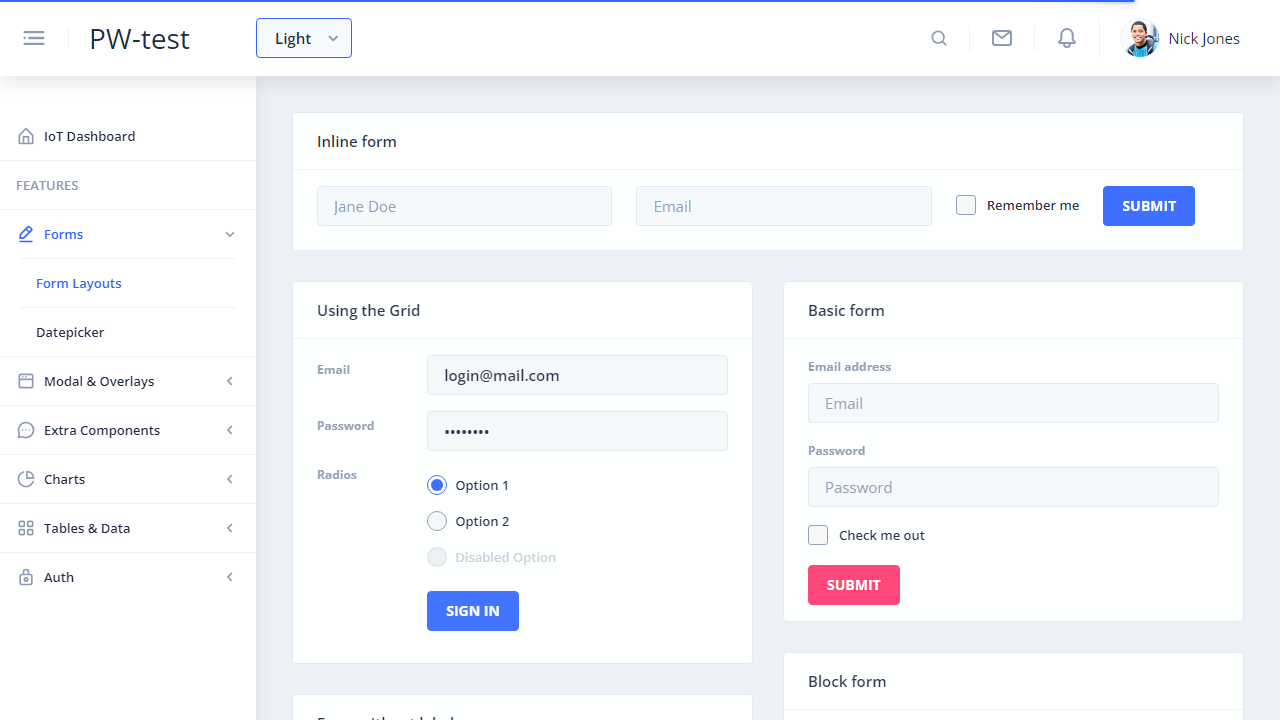 PW-test
Light
Nick Jones
IoT Dashboard
FEATURES
Forms
Form Layouts
Datepicker
Modal & Overlays
Extra Components
Charts
Tables & Data
Auth
Inline form
Jane Doe
Email
Remember me
SUBMIT
Using the Grid
Email
login@mail.com
Password
••••••••
Radios
Option 1
Option 2
Disabled Option
SIGN IN
Basic form
Email address
Email
Password
Password
Check me out
SUBMIT
Block form